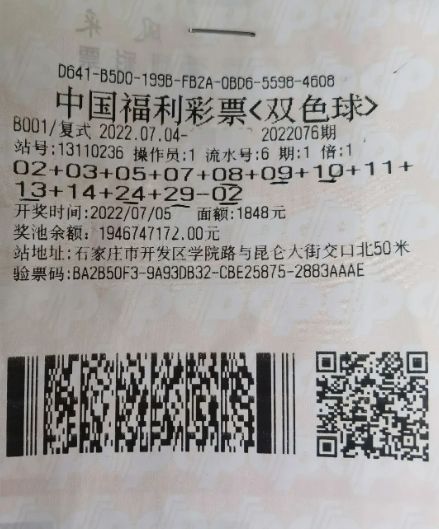 D641-B5D0-199B-FB2A-0BD6-559B-4608
中国福利彩票<双色球>
B001/复式 2022.07.04- 2022076期
站号:13110236 操作员:1 流水号:6 期:1 倍:1
02+03+05+07+08+09+10+11+
13+14+24+29-02
开奖时间:2022/07/05 面额:1848元
奖池余额: 1946747172.00元
站地址:石家庄市开发区学院路与昆仑大街交口北50米
验票码:BA2B50F3-9A93DB32-CBE25875-2883AAAE